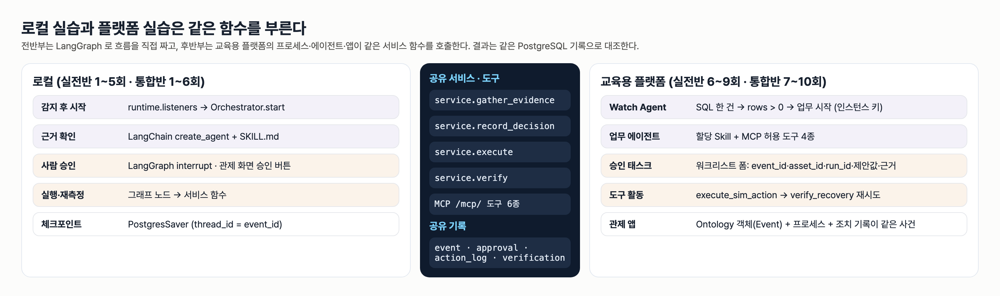 로컬 실습과 플랫폼 실습은 같은 함수를 부른다
전반부는 LangGraph 로 흐름을 직접 짜고, 후반부는 교육용 플랫폼의 프로세스·에이전트·앱이 같은 서비스 함수를 호출한다. 결과는 같은 PostgreSQL 기록으로 대조한다.
로컬 (실전반 1~5회 · 통합반 1~6회)
감지 후 시작 runtime.listeners → Orchestrator.start
근거 확인 LangChain create_agent + SKILL.md
사람 승인 LangGraph interrupt · 관제 화면 승인 버튼
실행·재측정 그래프 노드 → 서비스 함수
체크포인트 PostgresSaver (thread_id = event_id)
공유 서비스 · 도구
service.gather_evidence
service.record_decision
service.execute
service.verify
MCP /mcp/ 도구 6종
공유 기록
event · approval ·
action_log · verification
교육용 플랫폼 (실전반 6~9회 · 통합반 7~10회)
Watch Agent SQL 한 건 → rows > 0 → 업무 시작 (인스턴스 키)
업무 에이전트 할당 Skill + MCP 허용 도구 4종
승인 태스크 워크리스트 폼: event_id·asset_id·run_id·제안값·근거
도구 활동 execute_sim_action → verify_recovery 재시도
관제 앱 Ontology 객체(Event) + 프로세스 + 조치 기록이 같은 사건